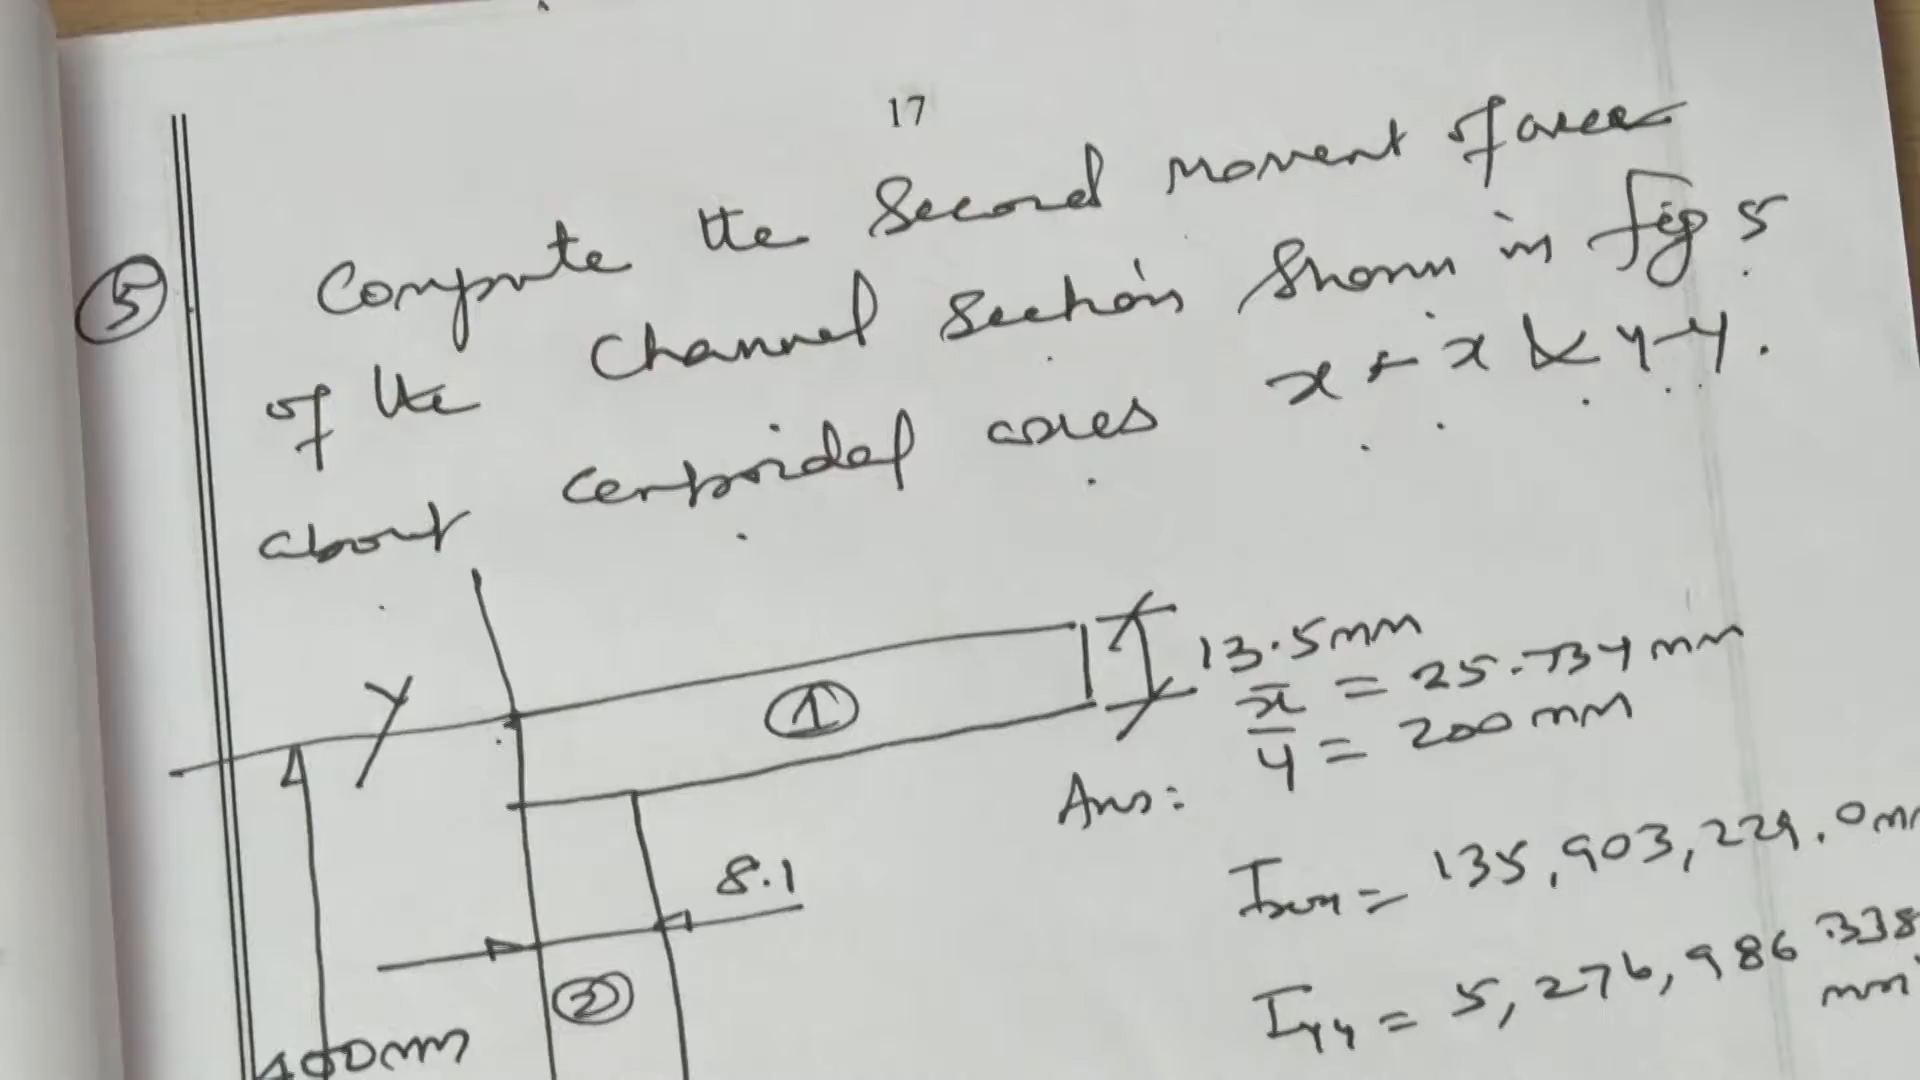 17
5 Compute the Second Moment of area
of the Channel Section Shown in fig 5
about centroidal axes x-x & y-y.
13.5mm
x̄ = 25.734 mm
Ans: ȳ = 200 mm
Y
①
8.1
Ixx = 135,903,229.0m
②
Iyy = 5,276,986.338
mm
400mm